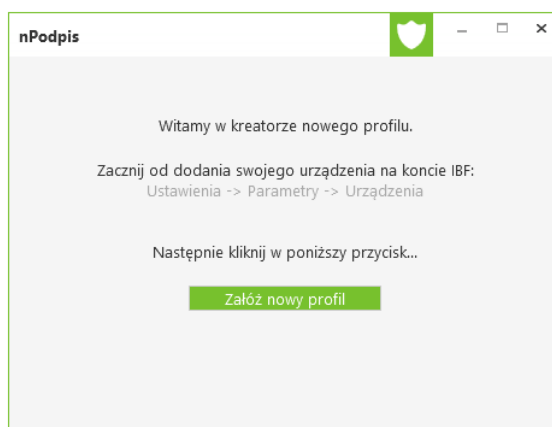 nPodpis
Witamy w kreatorze nowego profilu.
Zacznij od dodania swojego urządzenia na koncie IBF:
Ustawienia -> Parametry -> Urządzenia
Następnie kliknij w poniższy przycisk...
Załóż nowy profil